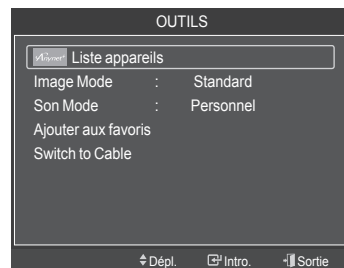 OUTILS
Anynet+ Liste appareils
Image Mode : Standard
Son Mode : Personnel
Ajouter aux favoris
Switch to Cable
Dépl. Intro. Sortie